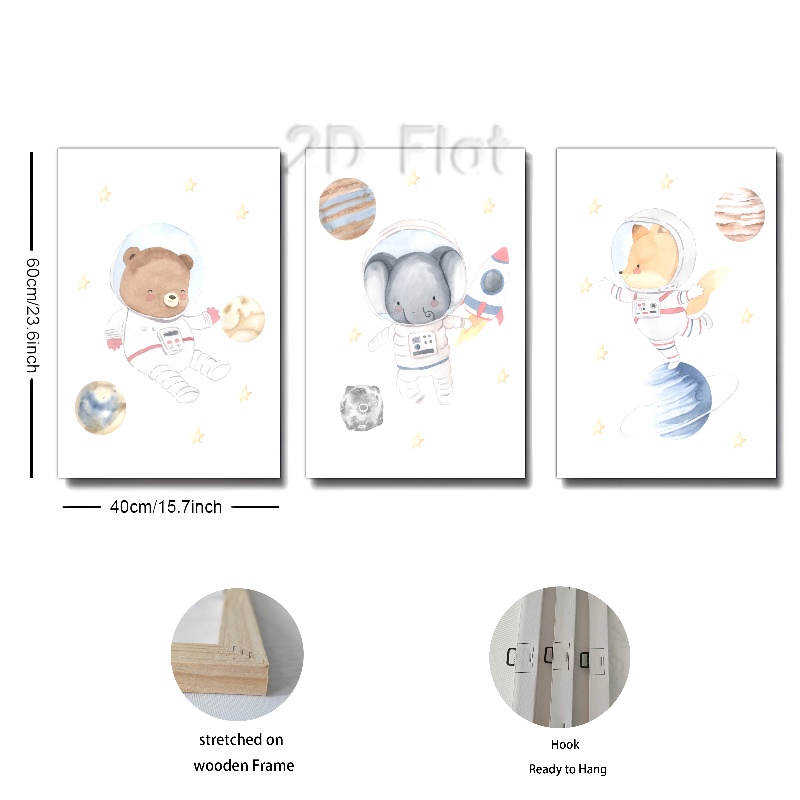 2D Flat
60cm/23.6inch
40cm/15.7inch
stretched on
wooden Frame
Hook
Ready to Hang